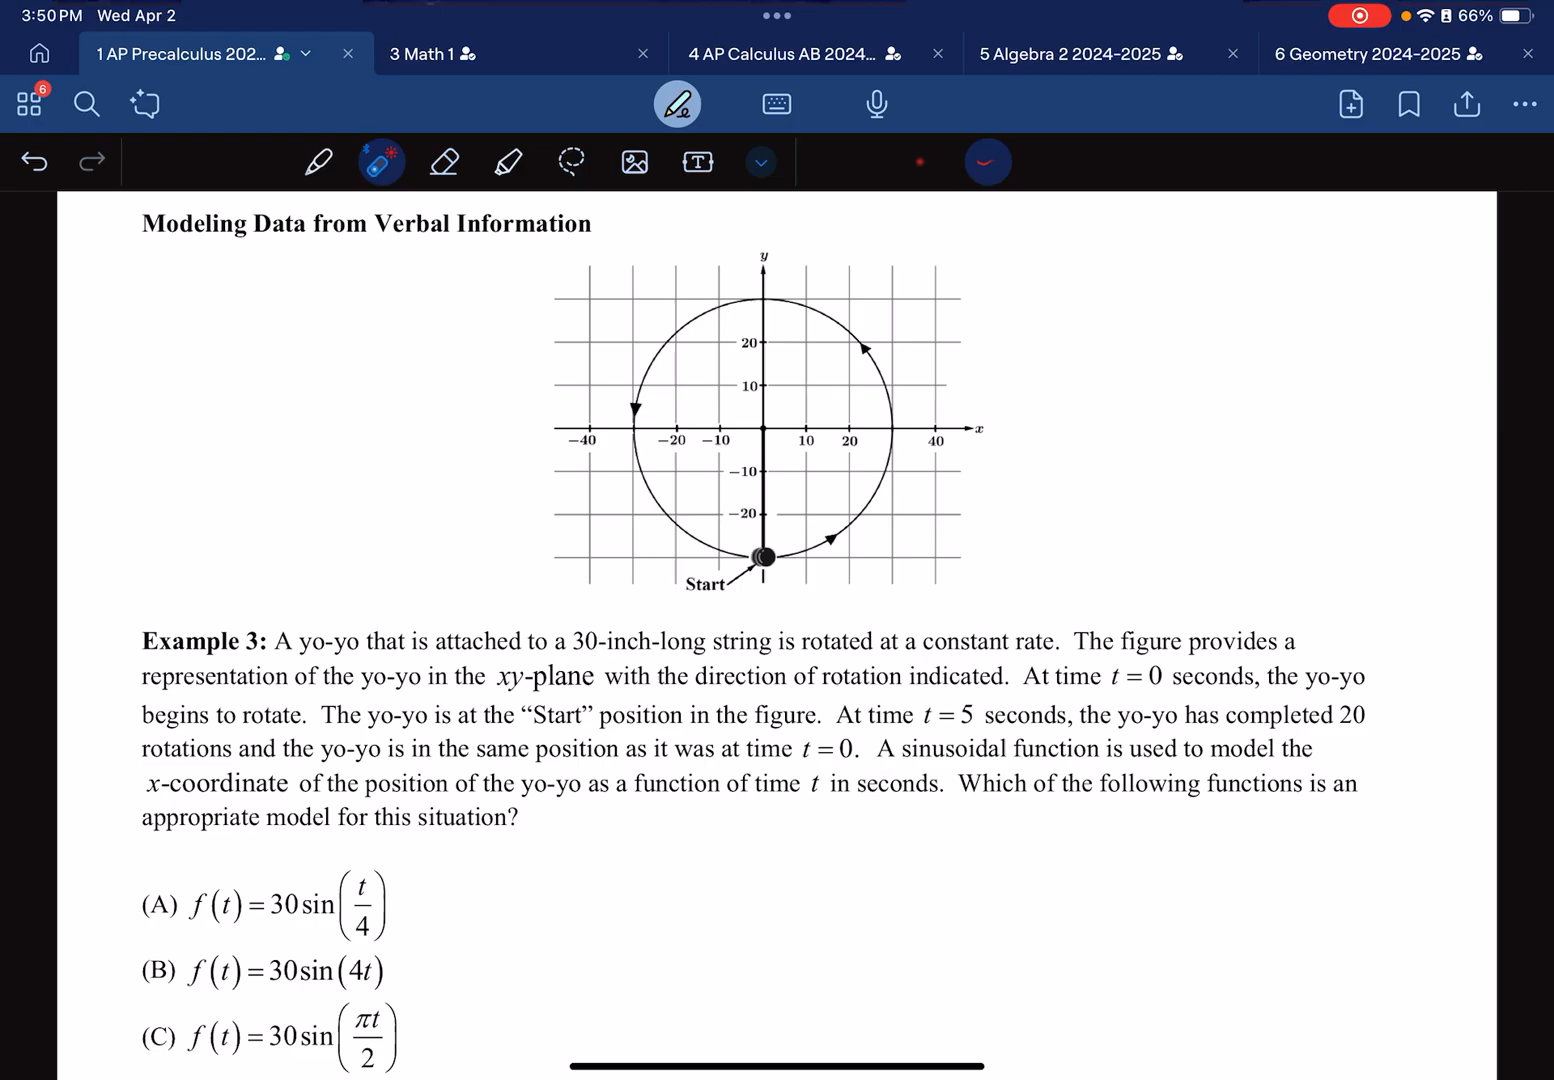 3:50 PM Wed Apr 2
66%
1 AP Precalculus 202...
3 Math 1
4 AP Calculus AB 2024...
5 Algebra 2 2024-2025
6 Geometry 2024-2025
6
T
Modeling Data from Verbal Information
y
20
10
−40 −20 −10 10 20 40 x
−10
−20
Start
Example 3: A yo-yo that is attached to a 30-inch-long string is rotated at a constant rate. The figure provides a
representation of the yo-yo in the xy-plane with the direction of rotation indicated. At time t = 0 seconds, the yo-yo
begins to rotate. The yo-yo is at the “Start” position in the figure. At time t = 5 seconds, the yo-yo has completed 20
rotations and the yo-yo is in the same position as it was at time t = 0. A sinusoidal function is used to model the
x-coordinate of the position of the yo-yo as a function of time t in seconds. Which of the following functions is an
appropriate model for this situation?
(A) f(t) = 30 sin(t/4)
(B) f(t) = 30 sin(4t)
(C) f(t) = 30 sin(πt/2)